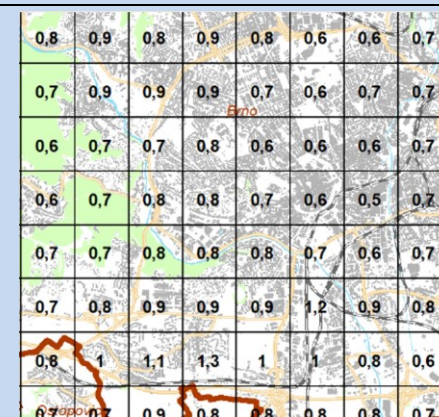 0,8 0,9 0,8 0,9 0,8 0,6 0,6 0,7
0,7 0,9 0,9 0,9 0,7 0,6 0,7 0,7
Brno
0,6 0,7 0,7 0,8 0,6 0,6 0,6 0,7
0,6 0,7 0,8 0,8 0,7 0,6 0,5 0,7
0,7 0,7 0,8 0,8 0,8 0,7 0,6 0,7
0,7 0,8 0,9 0,9 0,9 1,2 0,9 0,8
0,8 1 1,1 1,3 1 1 0,8 0,6
0,7 0,7 0,9 0,8 0,8 0,8